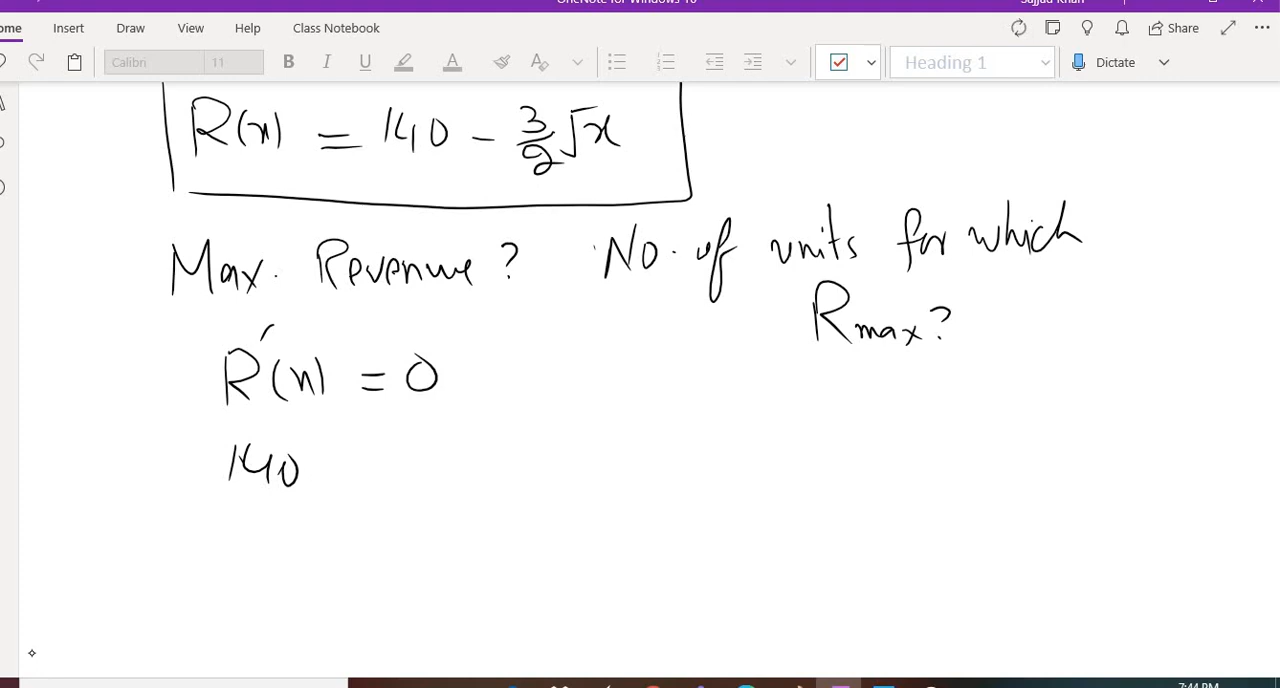 ome Insert Draw View Help Class Notebook Share
Calibri 11 B I U A Heading 1 Dictate
R(x) = 140 - 3/2 √x
Max. Revenue? No. of units for which
Rmax?
R'(x) = 0
140